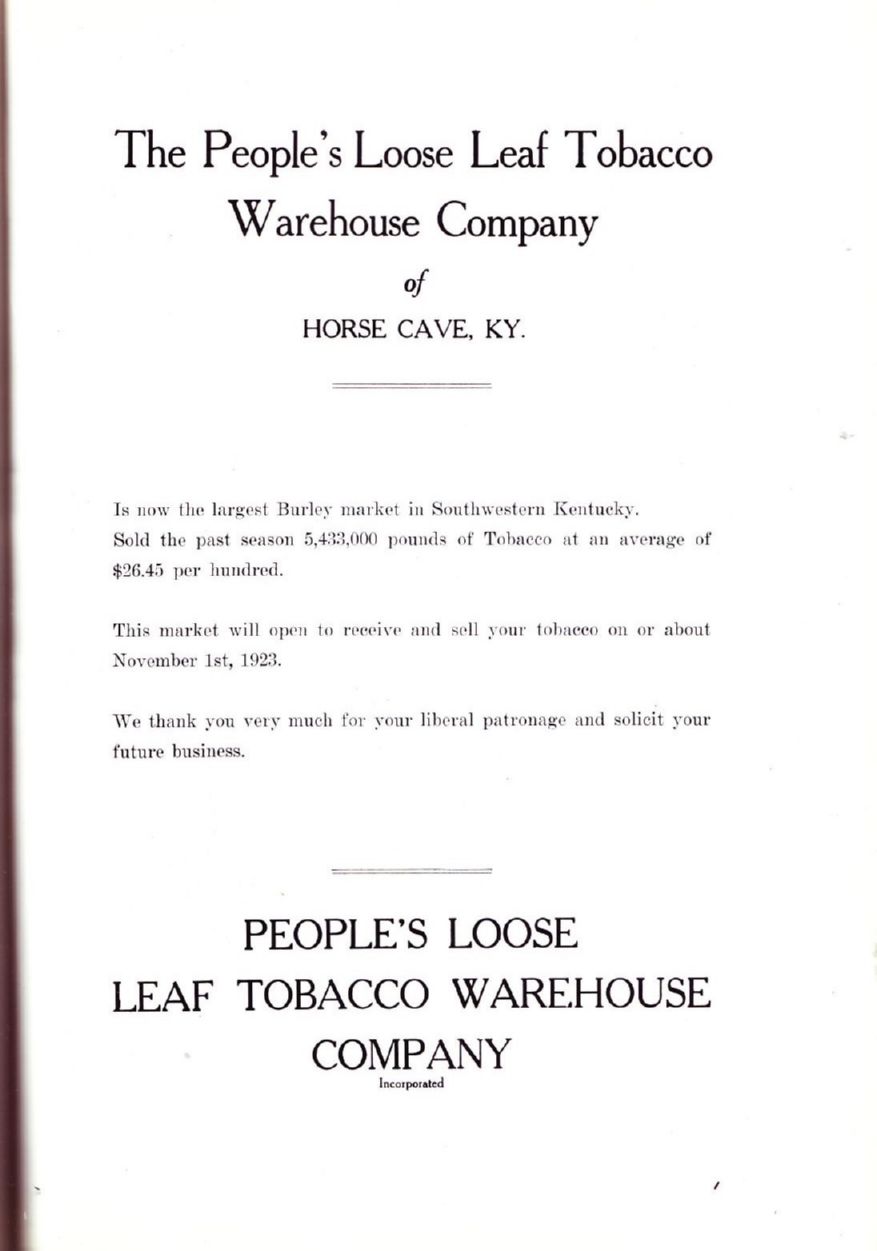 The People's Loose Leaf Tobacco
Warehouse Company
of
HORSE CAVE, KY.
Is now the largest Burley market in Southwestern Kentucky.
Sold the past season 5,433,000 pounds of Tobacco at an average of
$26.45 per hundred.
This market will open to receive and sell your tobacco on or about
November 1st, 1923.
We thank you very much for your liberal patronage and solicit your
future business.
PEOPLE'S LOOSE
LEAF TOBACCO WAREHOUSE
COMPANY
Incorporated